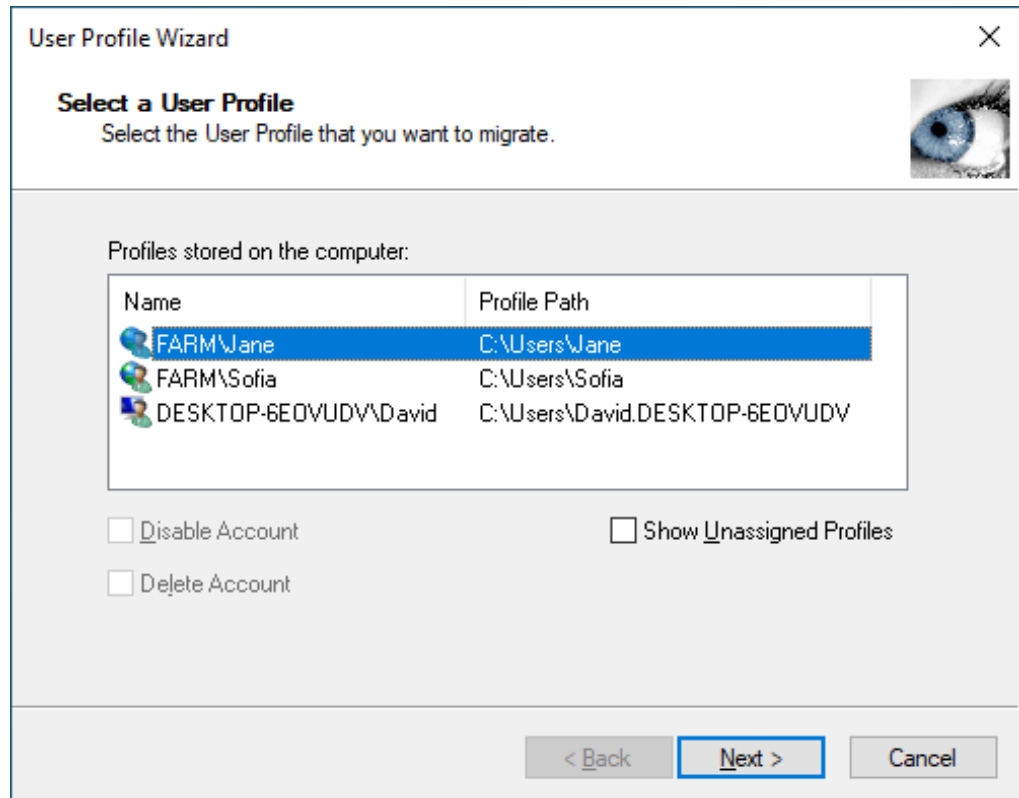 User Profile Wizard
Select a User Profile
Select the User Profile that you want to migrate.
Profiles stored on the computer:
Name Profile Path
FARM\Jane C:\Users\Jane
FARM\Sofia C:\Users\Sofia
DESKTOP-6EOVUDV\David C:\Users\David.DESKTOP-6EOVUDV
Disable Account Show Unassigned Profiles
Delete Account
< Back Next > Cancel